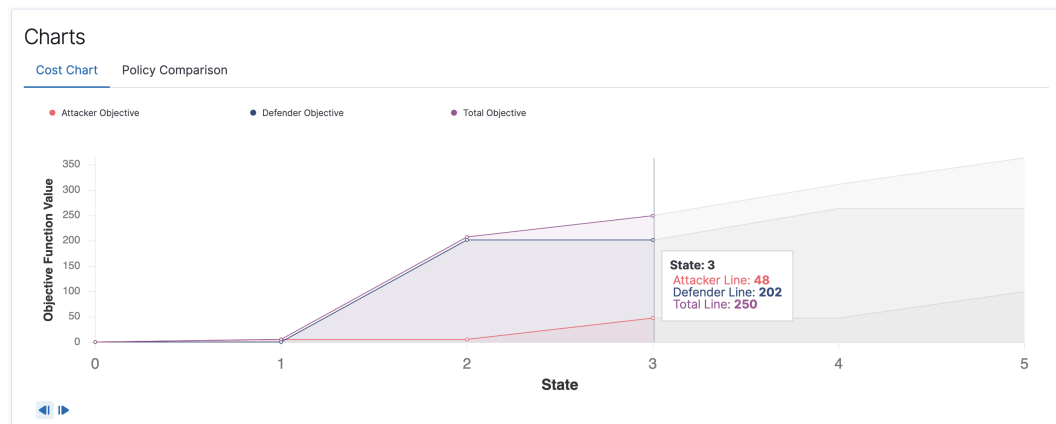 Charts
Cost Chart Policy Comparison
Attacker Objective Defender Objective Total Objective
Objective Function Value
350
300
250
200
150
100
50
0
State: 3
Attacker Line: 48
Defender Line: 202
Total Line: 250
0 1 2 3 4 5
State